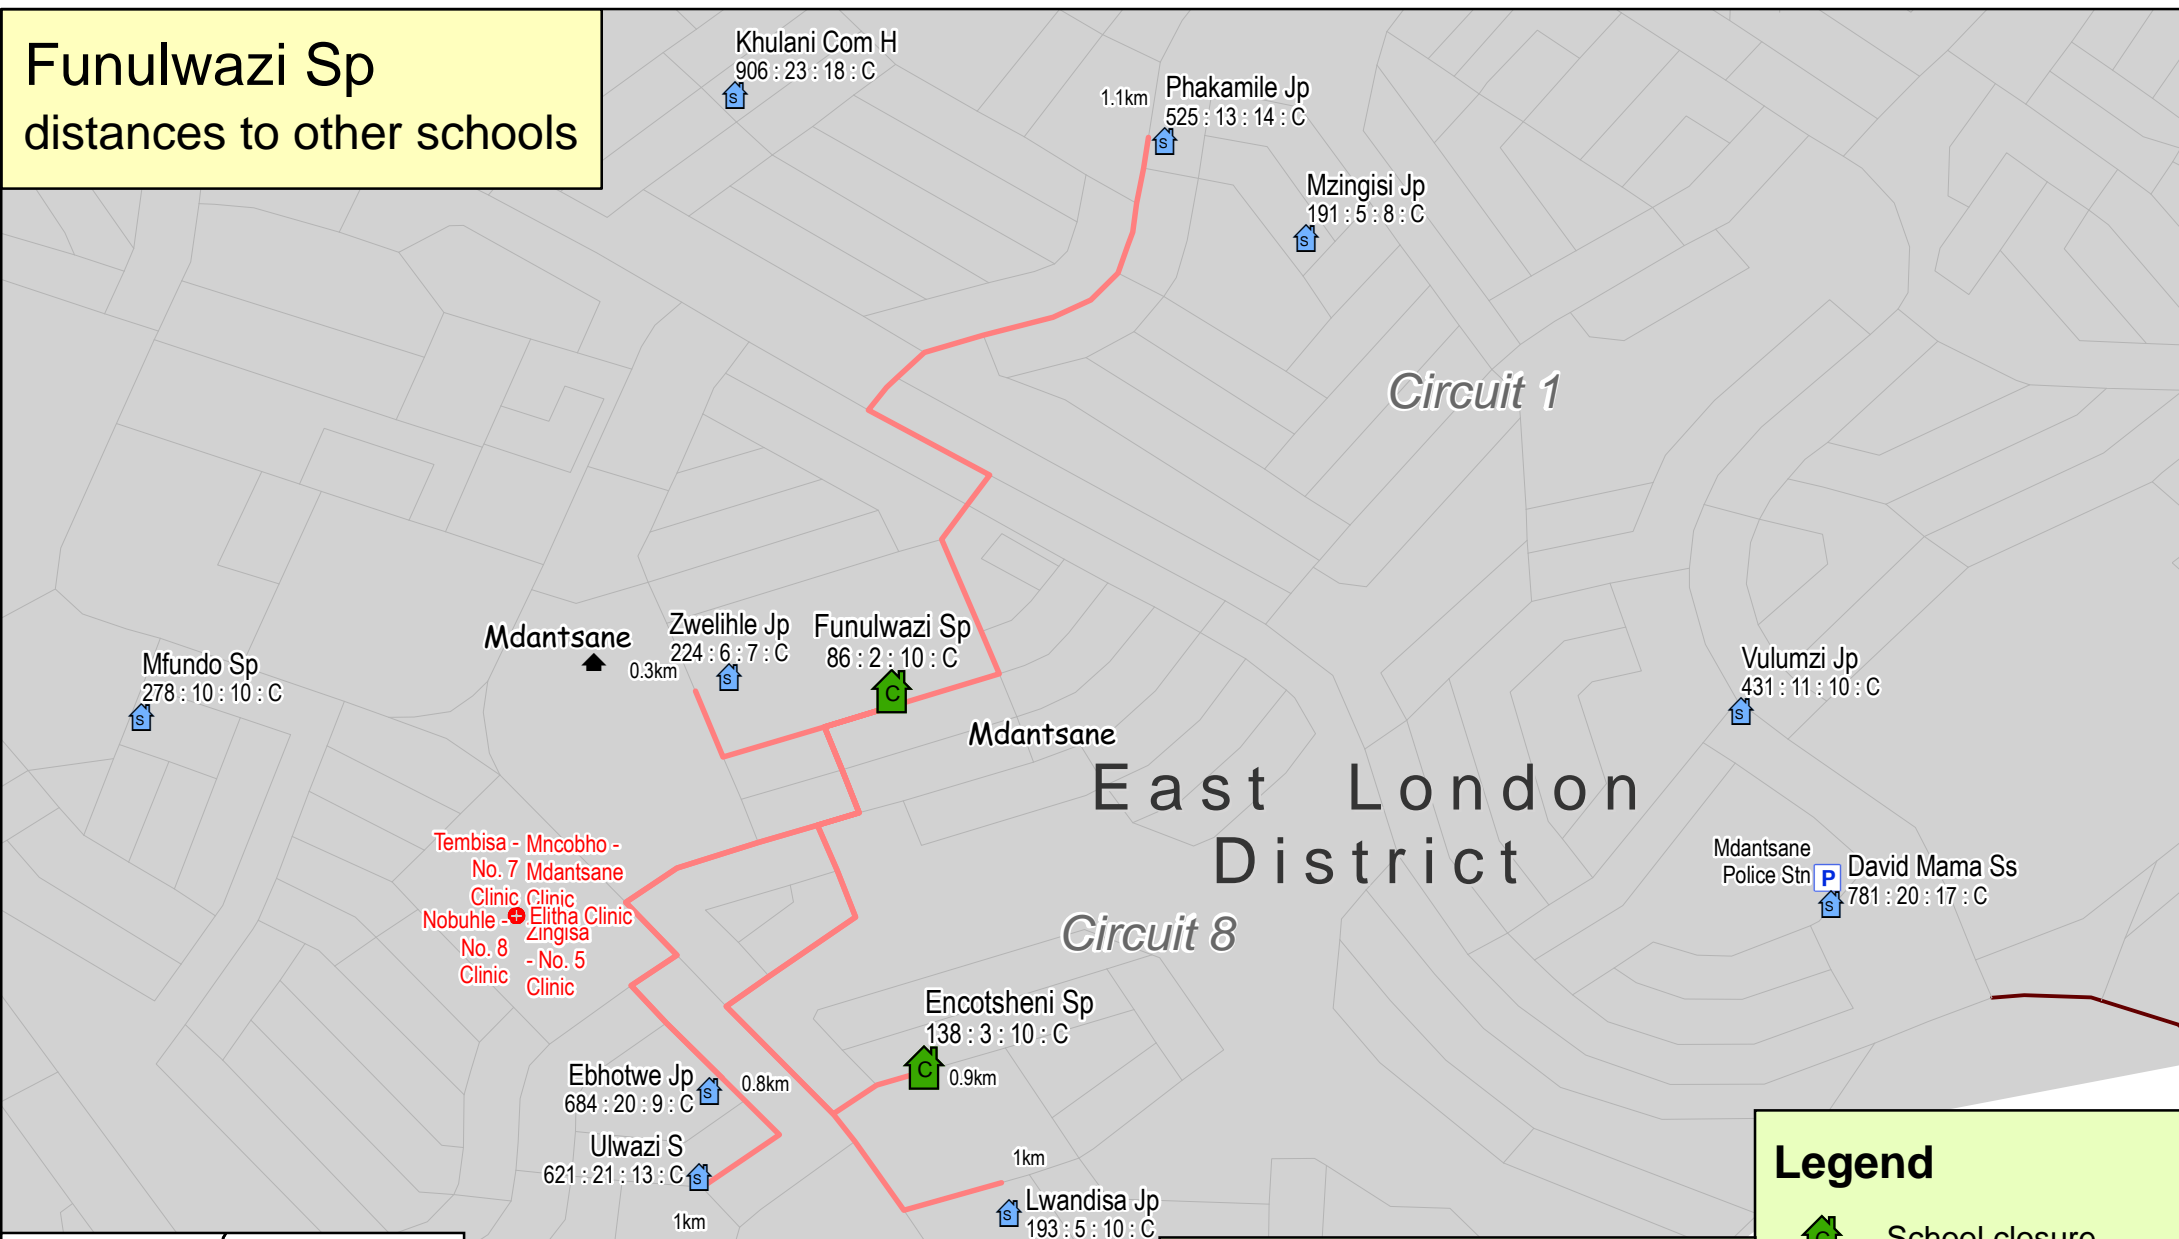 Funulwazi Sp
distances to other schools
Khulani Com H
906 : 23 : 18 : C
S
1.1km
Phakamile Jp
525 : 13 : 14 : C
S
Mzingisi Jp
191 : 5 : 8 : C
S
Circuit 1
Mdantsane
0.3km
Zwelihle Jp
224 : 6 : 7 : C
S
Funulwazi Sp
86 : 2 : 10 : C
C
Mfundo Sp
278 : 10 : 10 : C
S
Vulumzi Jp
431 : 11 : 10 : C
S
Mdantsane
East London
District
Tembisa -
No. 7
Clinic
Mncobho -
Mdantsane
Clinic
Nobuhle -
No. 8
Clinic
Elitha Clinic
Zingisa
- No. 5
Clinic
Mdantsane
Police Stn
P
David Mama Ss
781 : 20 : 17 : C
S
Circuit 8
Encotsheni Sp
138 : 3 : 10 : C
C
0.9km
Ebhotwe Jp
684 : 20 : 9 : C
S
0.8km
Ulwazi S
621 : 21 : 13 : C
S
1km
1km
Lwandisa Jp
193 : 5 : 10 : C
S
Legend
C
School closure